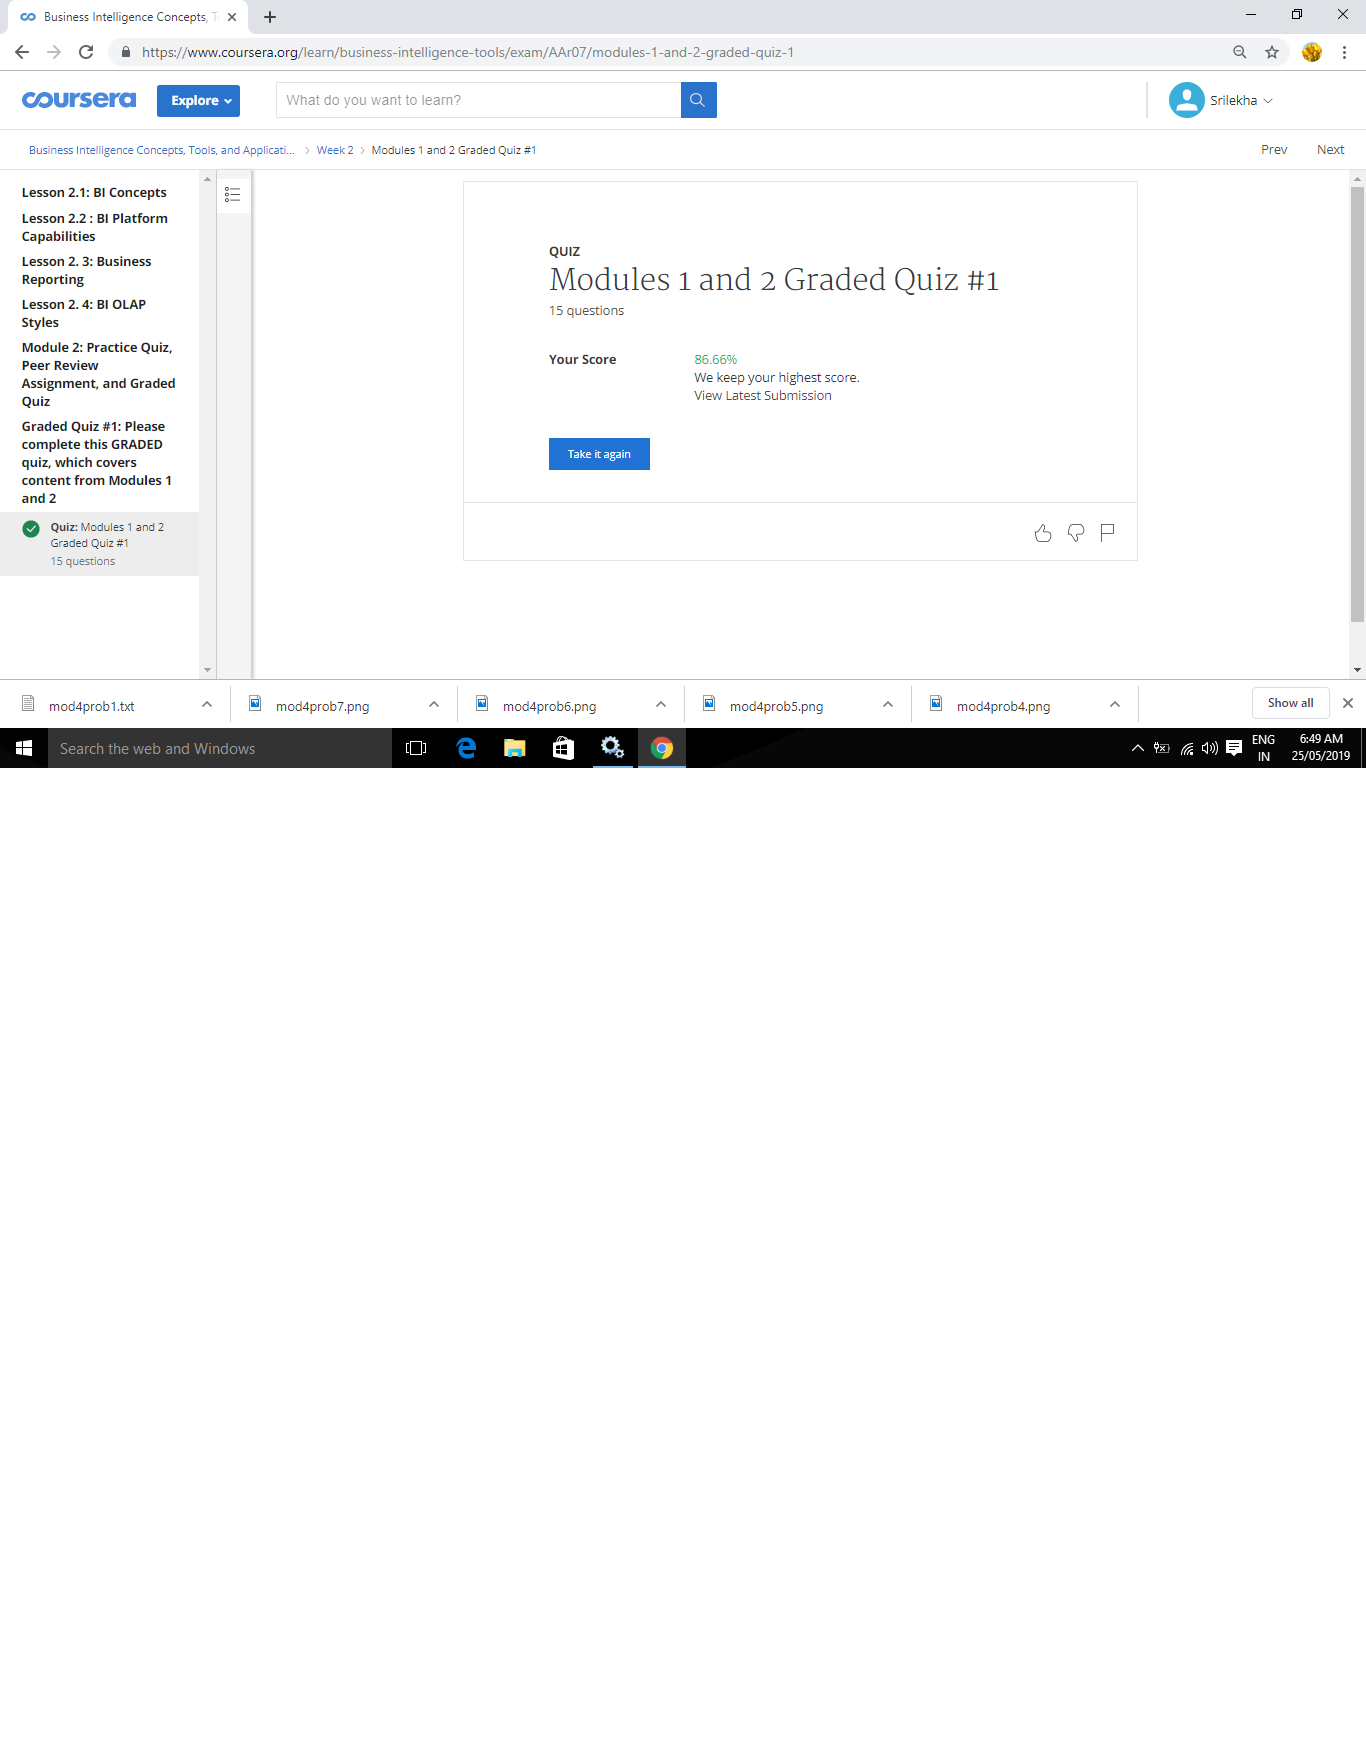 Business Intelligence Concepts, T
https://www.coursera.org/learn/business-intelligence-tools/exam/AAr07/modules-1-and-2-graded-quiz-1
coursera
Explore
What do you want to learn?
Srilekha
Business Intelligence Concepts, Tools, and Applicati...
Week 2
Modules 1 and 2 Graded Quiz #1
Prev
Next
Lesson 2.1: BI Concepts
Lesson 2.2 : BI Platform
Capabilities
Lesson 2. 3: Business
Reporting
Lesson 2. 4: BI OLAP
Styles
Module 2: Practice Quiz,
Peer Review
Assignment, and Graded
Quiz
Graded Quiz #1: Please
complete this GRADED
quiz, which covers
content from Modules 1
and 2
Quiz: Modules 1 and 2
Graded Quiz #1
15 questions
QUIZ
Modules 1 and 2 Graded Quiz #1
15 questions
Your Score
86.66%
We keep your highest score.
View Latest Submission
Take it again
mod4prob1.txt
mod4prob7.png
mod4prob6.png
mod4prob5.png
mod4prob4.png
Show all
Search the web and Windows
ENG
IN
6:49 AM
25/05/2019